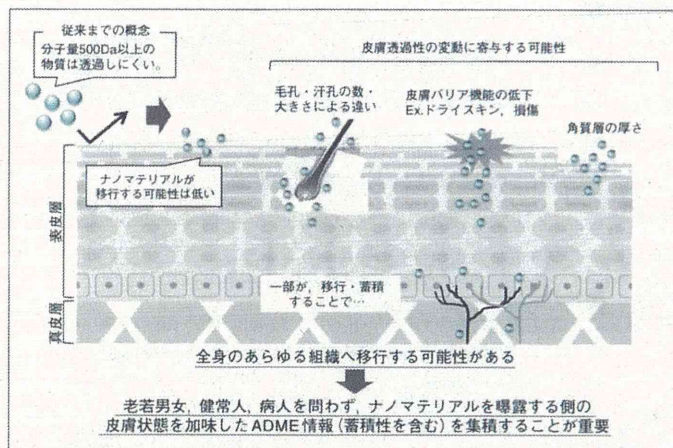 従来までの概念
分子量500Da以上の
物質は透過しにくい。
皮膚透過性の変動に寄与する可能性
毛孔・汗孔の数・
大きさによる違い
皮膚バリア機能の低下
Ex.ドライスキン，損傷
角質層の厚さ
ナノマテリアルが
移行する可能性は低い
表皮層
一部が，移行・蓄積
することで…
真皮層
全身のあらゆる組織へ移行する可能性がある
老若男女，健常人，病人を問わず，ナノマテリアルを曝露する側の
皮膚状態を加味したADME情報（蓄積性を含む）を集積することが重要